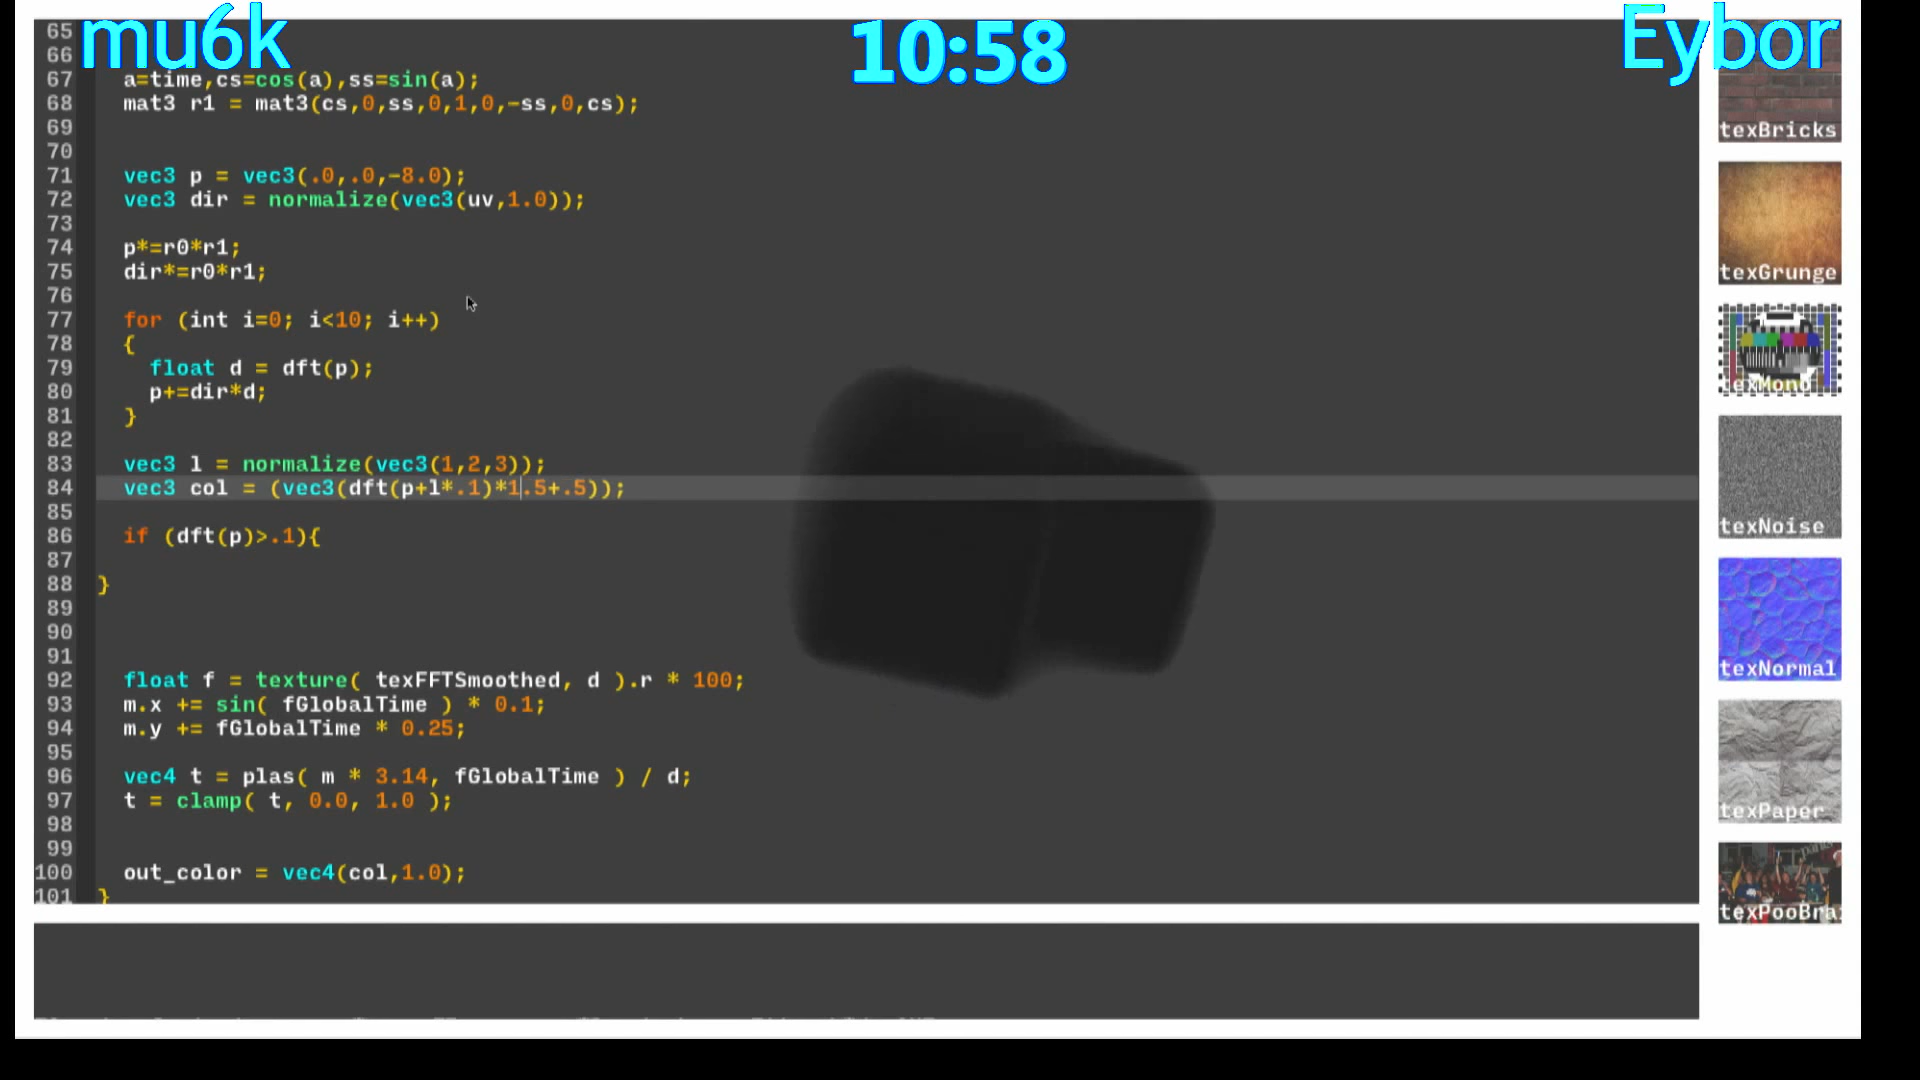 mu6k
10:58
Eybor
65
66
67 a=time,cs=cos(a),ss=sin(a);
68 mat3 r1 = mat3(cs,0,ss,0,1,0,-ss,0,cs);
69
70
71 vec3 p = vec3(.0,.0,-8.0);
72 vec3 dir = normalize(vec3(uv,1.0));
73
74 p*=r0*r1;
75 dir*=r0*r1;
76
77 for (int i=0; i<10; i++)
78 {
79 float d = dft(p);
80 p+=dir*d;
81 }
82
83 vec3 l = normalize(vec3(1,2,3));
84 vec3 col = (vec3(dft(p+l*.1)*1.5+.5));
85
86 if (dft(p)>.1){
87
88 }
89
90
91
92 float f = texture( texFFTSmoothed, d ).r * 100;
93 m.x += sin( fGlobalTime ) * 0.1;
94 m.y += fGlobalTime * 0.25;
95
96 vec4 t = plas( m * 3.14, fGlobalTime ) / d;
97 t = clamp( t, 0.0, 1.0 );
98
99
100 out_color = vec4(col,1.0);
101 }
texBricks
texGrunge
texMono
texNoise
texNormal
texPaper
texPooBra